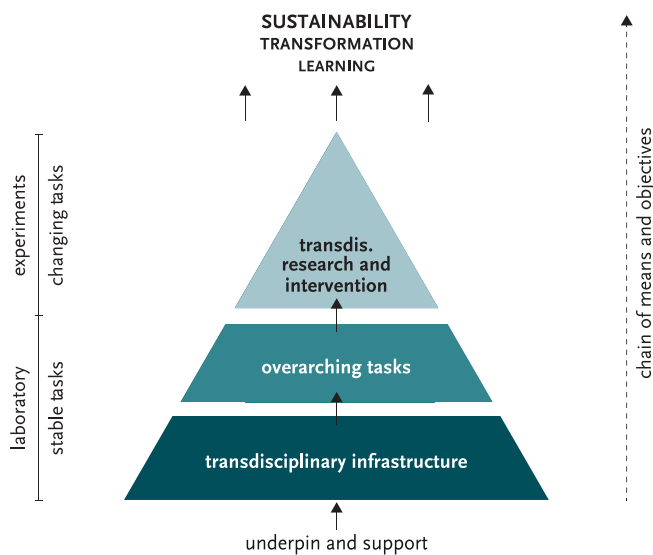 SUSTAINABILITY
TRANSFORMATION
LEARNING
experiments
changing tasks
transdis.
research and
intervention
chain of means and objectives
laboratory
stable tasks
overarching tasks
transdisciplinary infrastructure
underpin and support